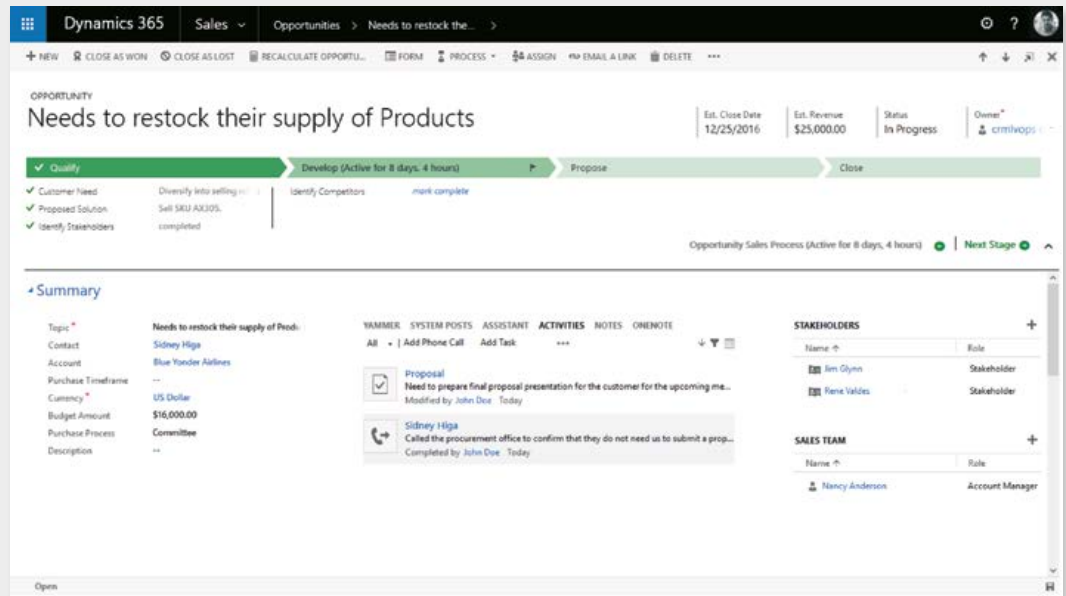 Dynamics 365 Sales Opportunities > Needs to restock the... >
?
+ NEW CLOSE AS WON CLOSE AS LOST RECALCULATE OPPORTU... FORM PROCESS ASSIGN EMAIL A LINK DELETE ...
OPPORTUNITY
Needs to restock their supply of Products
Est. Close Date Est. Revenue Status Owner*
12/25/2016 $25,000.00 In Progress crmlvops
Qualify Develop (Active for 8 days, 4 hours) Propose Close
Customer Need Diversify into selling Identify Competitors mark complete
Proposed Solution Sell SKU AX305.
Identify Stakeholders completed
Opportunity Sales Process (Active for 8 days, 4 hours) Next Stage
Summary
Topic* Needs to restock their supply of Prod
Contact Sidney Higa
Account Blue Yonder Airlines
Purchase Timeframe --
Currency* US Dollar
Budget Amount $16,000.00
Purchase Process Committee
Description --
YAMMER SYSTEM POSTS ASSISTANT ACTIVITIES NOTES ONENOTE
All | Add Phone Call Add Task ...
Proposal
Need to prepare final proposal presentation for the customer for the upcoming me...
Modified by John Doe Today
Sidney Higa
Called the procurement office to confirm that they do not need us to submit a prop...
Completed by John Doe Today
STAKEHOLDERS +
Name Role
Jim Glynn Stakeholder
Rene Valdes Stakeholder
SALES TEAM +
Name Role
Nancy Anderson Account Manager
Open